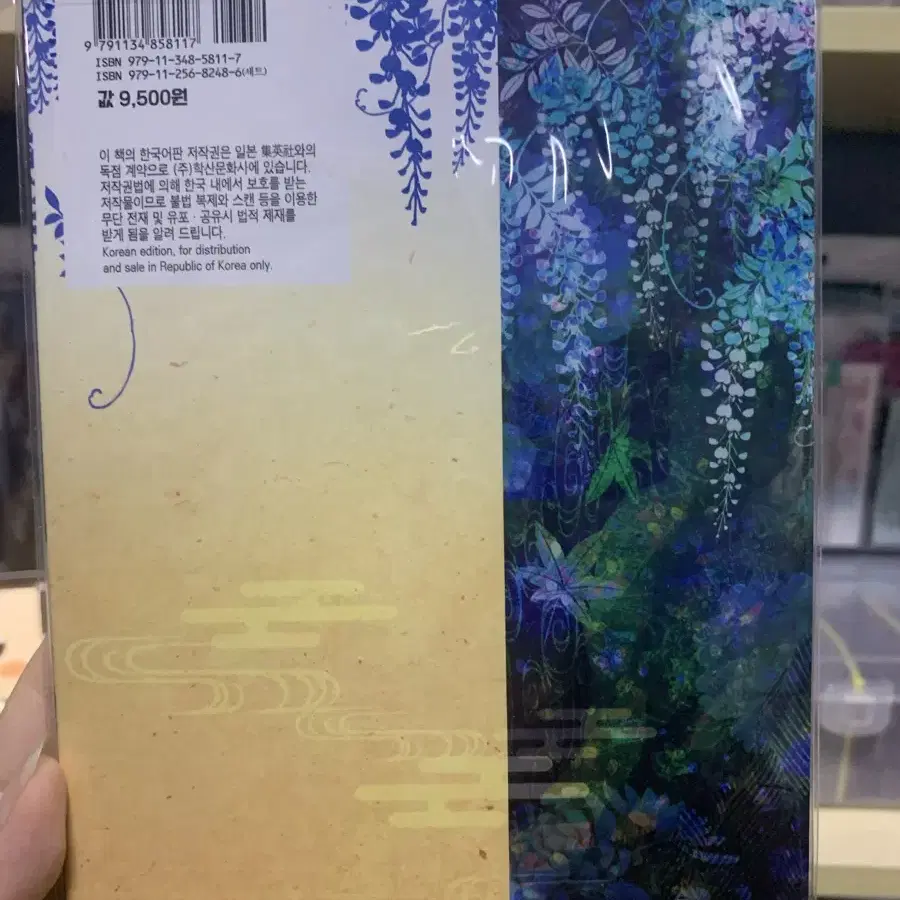 9 791134 858117
ISBN 979-11-348-5811-7
ISBN 979-11-256-8248-6(세트)
값 9,500원
이 책의 한국어판 저작권은 일본 集英社와의
독점 계약으로 (주)학산문화사에 있습니다.
저작권법에 의해 한국 내에서 보호를 받는
저작물이므로 불법 복제와 스캔 등을 이용한
무단 전재 및 유포·공유시 법적 제재를
받게 됨을 알려 드립니다.
Korean edition, for distribution
and sale in Republic of Korea only.